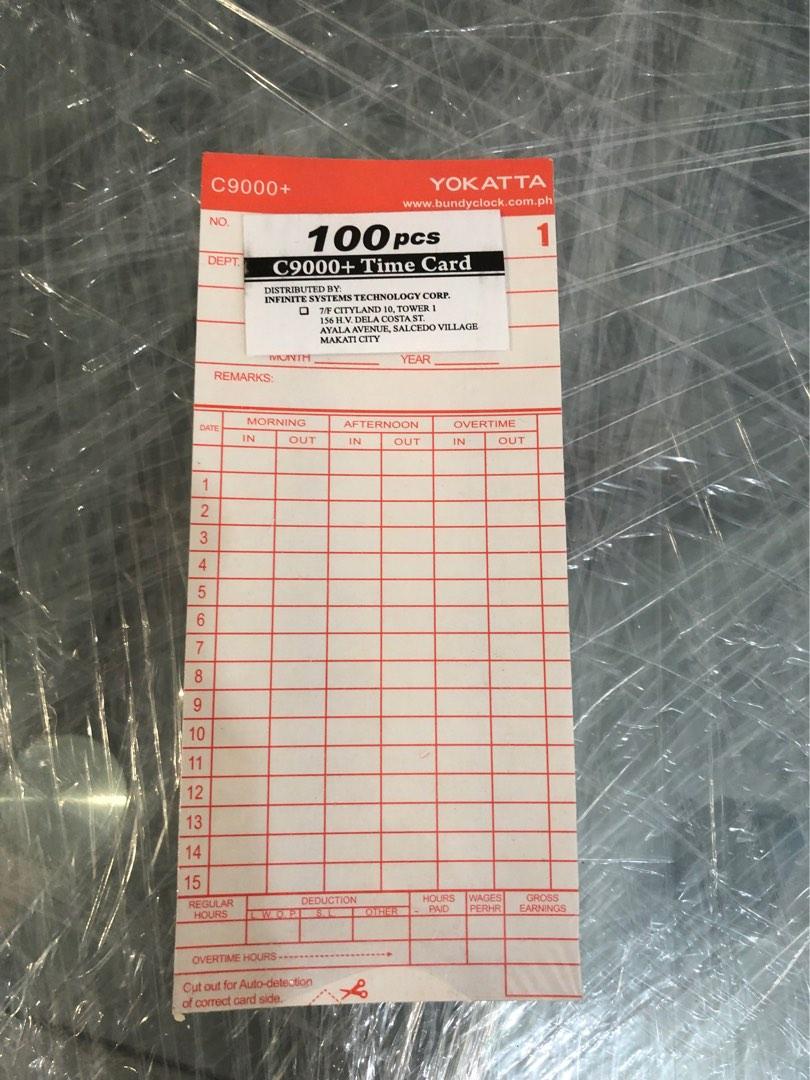 C9000+ YOKATTA
www.bundyclock.com.ph
NO. 1
100 pcs
C9000+ Time Card
DEPT.
DISTRIBUTED BY:
INFINITE SYSTEMS TECHNOLOGY CORP.
7/F CITYLAND 10, TOWER 1
156 H.V. DELA COSTA ST.
AYALA AVENUE, SALCEDO VILLAGE
MAKATI CITY
MONTH YEAR
REMARKS:
DATE MORNING AFTERNOON OVERTIME
IN OUT IN OUT IN OUT
1
2
3
4
5
6
7
8
9
10
11
12
13
14
15
REGULAR HOURS DEDUCTION HOURS PAID WAGES PERHR GROSS EARNINGS
L.W.O.P. S.L. OTHER
OVERTIME HOURS
Cut out for Auto-detection
of correct card side.